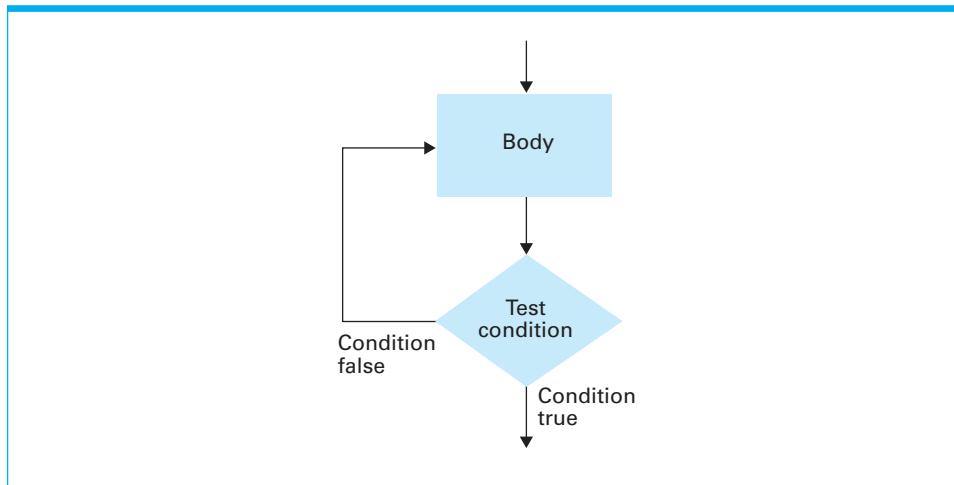 Body
Test
condition
Condition
false
Condition
true